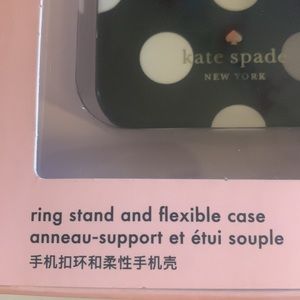 kate spade
NEW YORK
ring stand and flexible case
anneau-support et étui souple
手机扣环和柔性手机壳